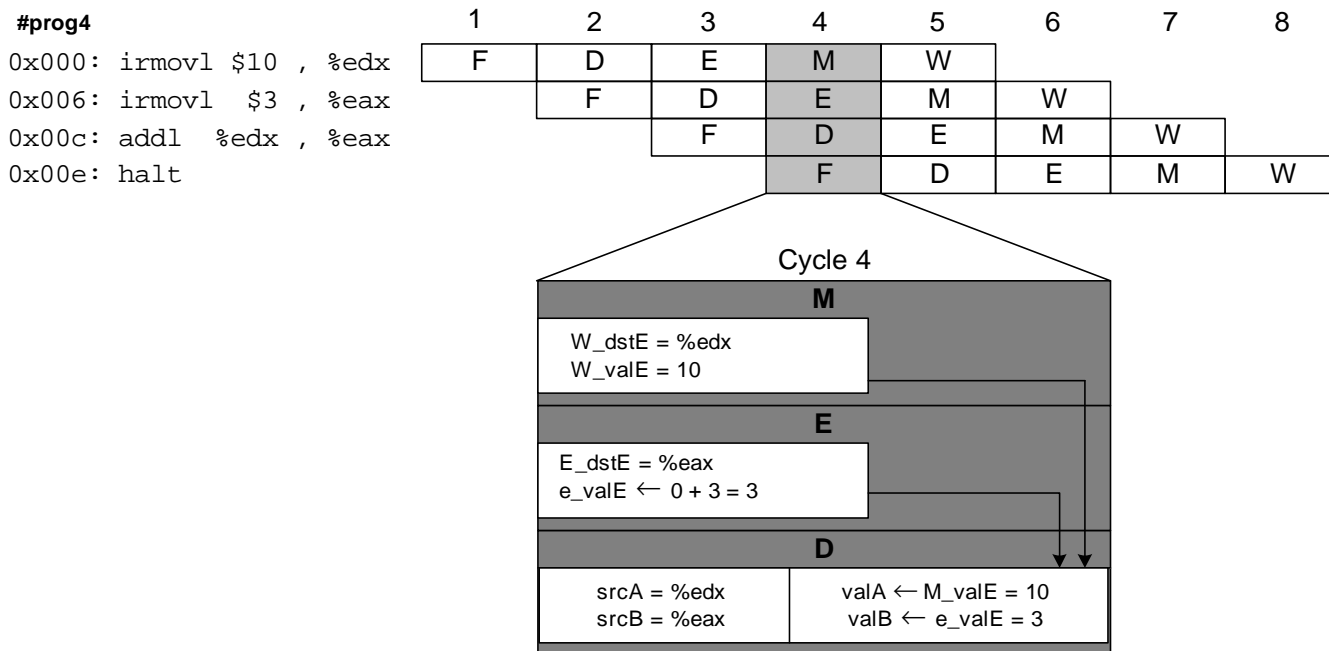 #prog4 1 2 3 4 5 6 7 8
0x000: irmovl $10 , %edx F D E M W
0x006: irmovl $3 , %eax F D E M W
0x00c: addl %edx , %eax F D E M W
0x00e: halt F D E M W
Cycle 4
M
W_dstE = %edx
W_valE = 10
E
E_dstE = %eax
e_valE ← 0 + 3 = 3
D
srcA = %edx valA ← M_valE = 10
srcB = %eax valB ← e_valE = 3